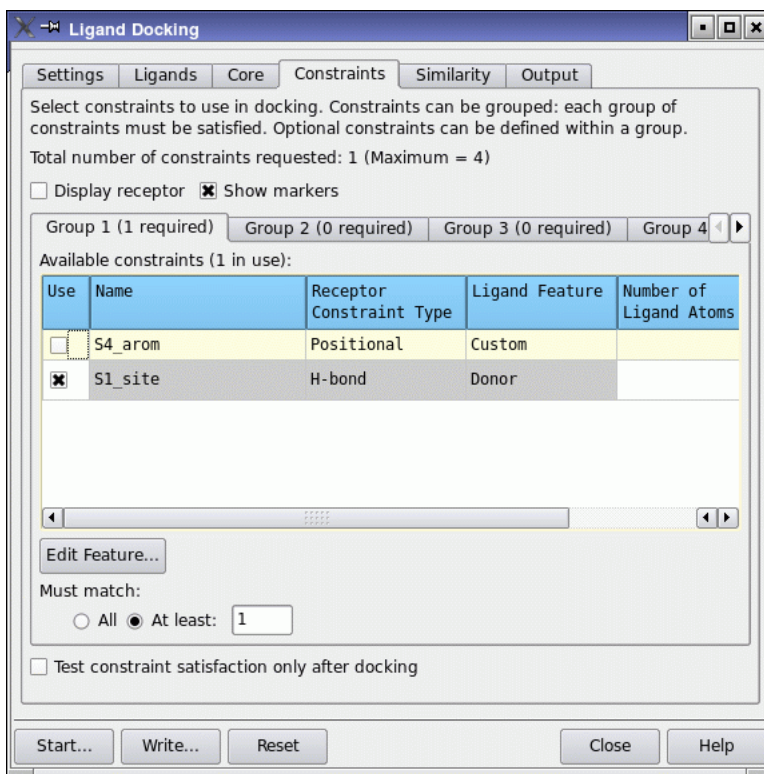 Ligand Docking
Settings Ligands Core Constraints Similarity Output
Select constraints to use in docking. Constraints can be grouped: each group of
constraints must be satisfied. Optional constraints can be defined within a group.
Total number of constraints requested: 1 (Maximum = 4)
Display receptor Show markers
Group 1 (1 required) Group 2 (0 required) Group 3 (0 required) Group 4
Available constraints (1 in use):
Use Name Receptor Ligand Feature Number of
Constraint Type Ligand Atoms
S4_arom Positional Custom
S1_site H-bond Donor
Edit Feature...
Must match:
All At least: 1
Test constraint satisfaction only after docking
Start... Write... Reset Close Help